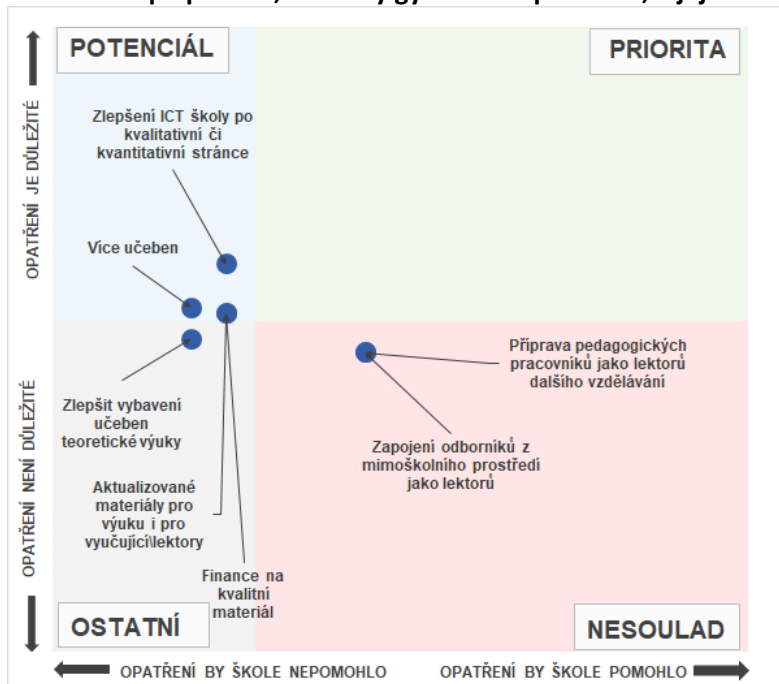 POTENCIÁL
PRIORITA
Zlepšení ICT školy po
kvalitativní či
kvantitativní stránce
OPATŘENÍ JE DŮLEŽITÉ
Více učeben
Příprava pedagogických
pracovníků jako lektorů
dalšího vzdělávání
Zlepšit vybavení
učeben
teoretické výuky
Zapojení odborníků z
mimoškolního prostředí
jako lektorů
OPATŘENÍ NENÍ DŮLEŽITÉ
Aktualizované
materiály pro
výuku i pro
vyučující\lektory
Finance na
kvalitní
materiál
OSTATNÍ
NESOULAD
OPATŘENÍ BY ŠKOLE NEPOMOHLO
OPATŘENÍ BY ŠKOLE POMOHLO